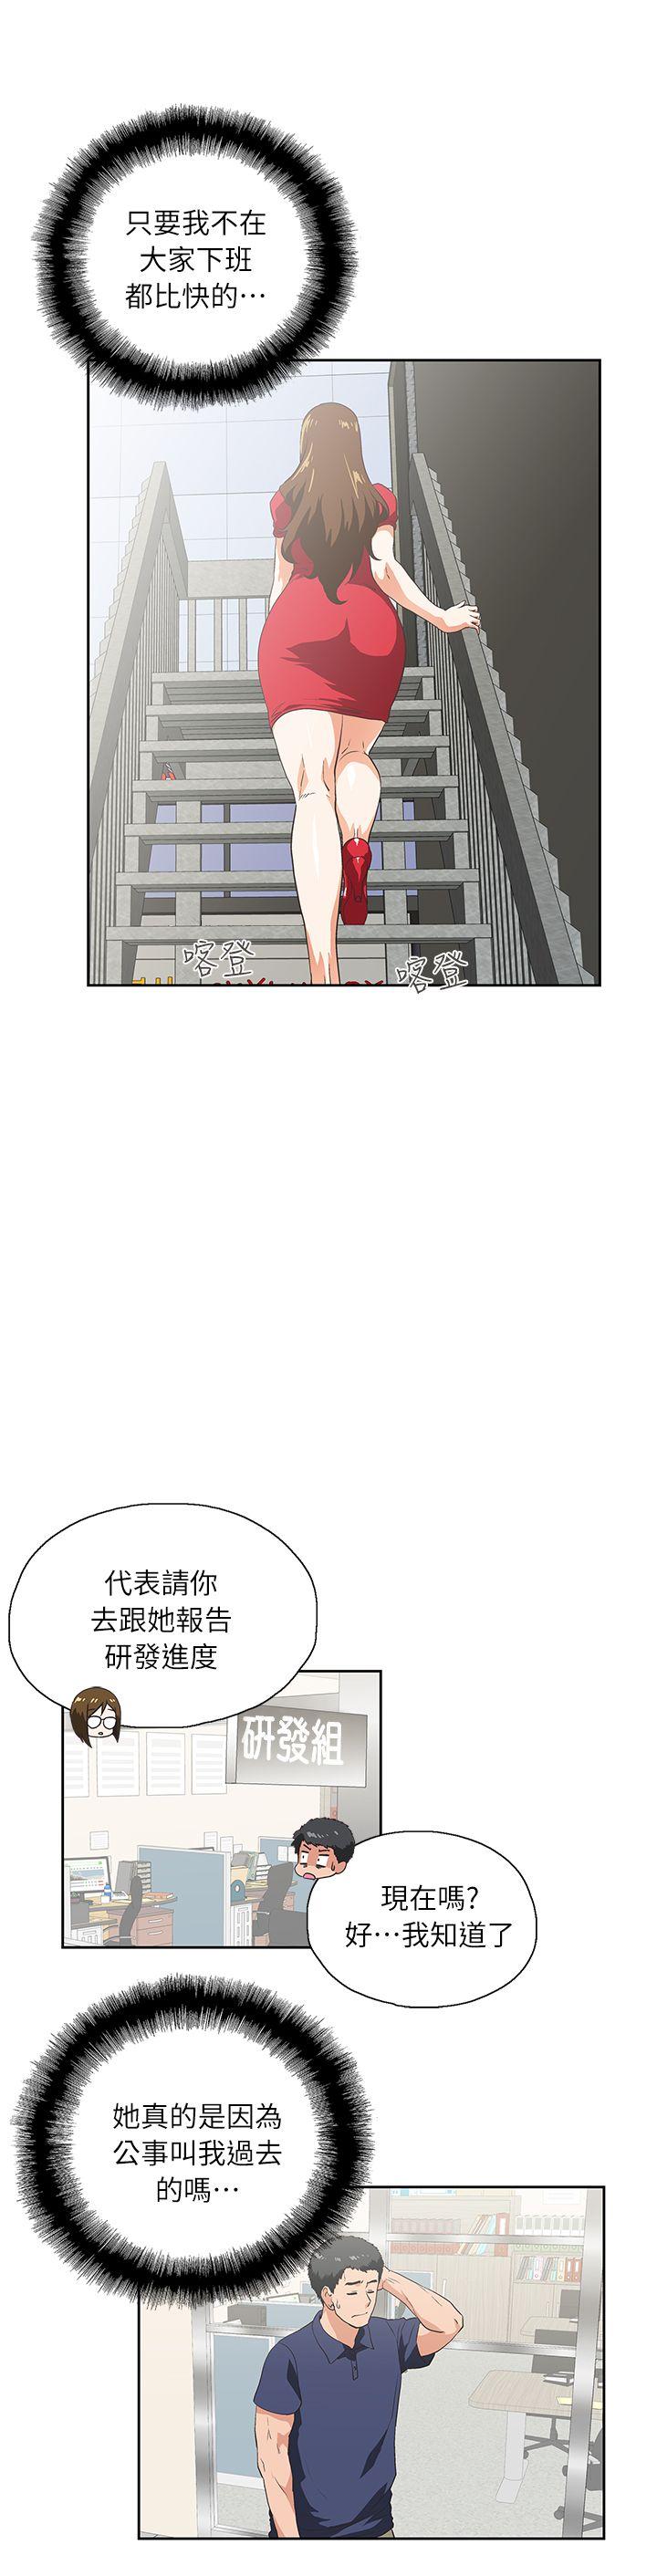 只要我不在
大家下班
都比快的…
喀登
喀登
代表請你
去跟她報告
研發進度
研發組
現在嗎?
好…我知道了
她真的是因為
公事叫我過去
的嗎…